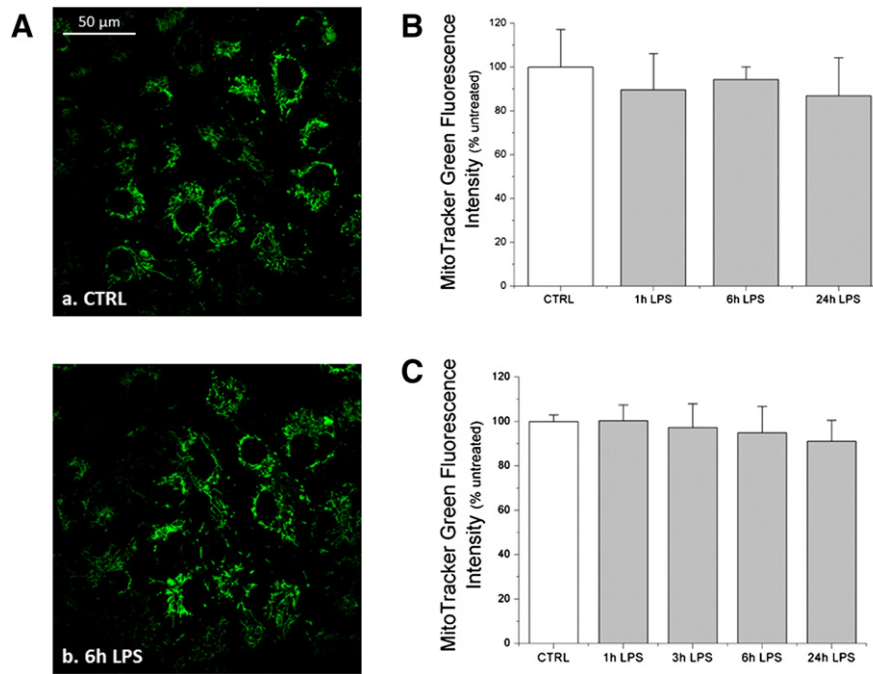 A
50 µm
a. CTRL
b. 6h LPS
B
MitoTracker Green Fluorescence
Intensity (% untreated)
120
100
80
60
40
20
0
CTRL
1h LPS
6h LPS
24h LPS
C
MitoTracker Green Fluorescence
Intensity (% untreated)
120
100
80
60
40
20
0
CTRL
1h LPS
3h LPS
6h LPS
24h LPS